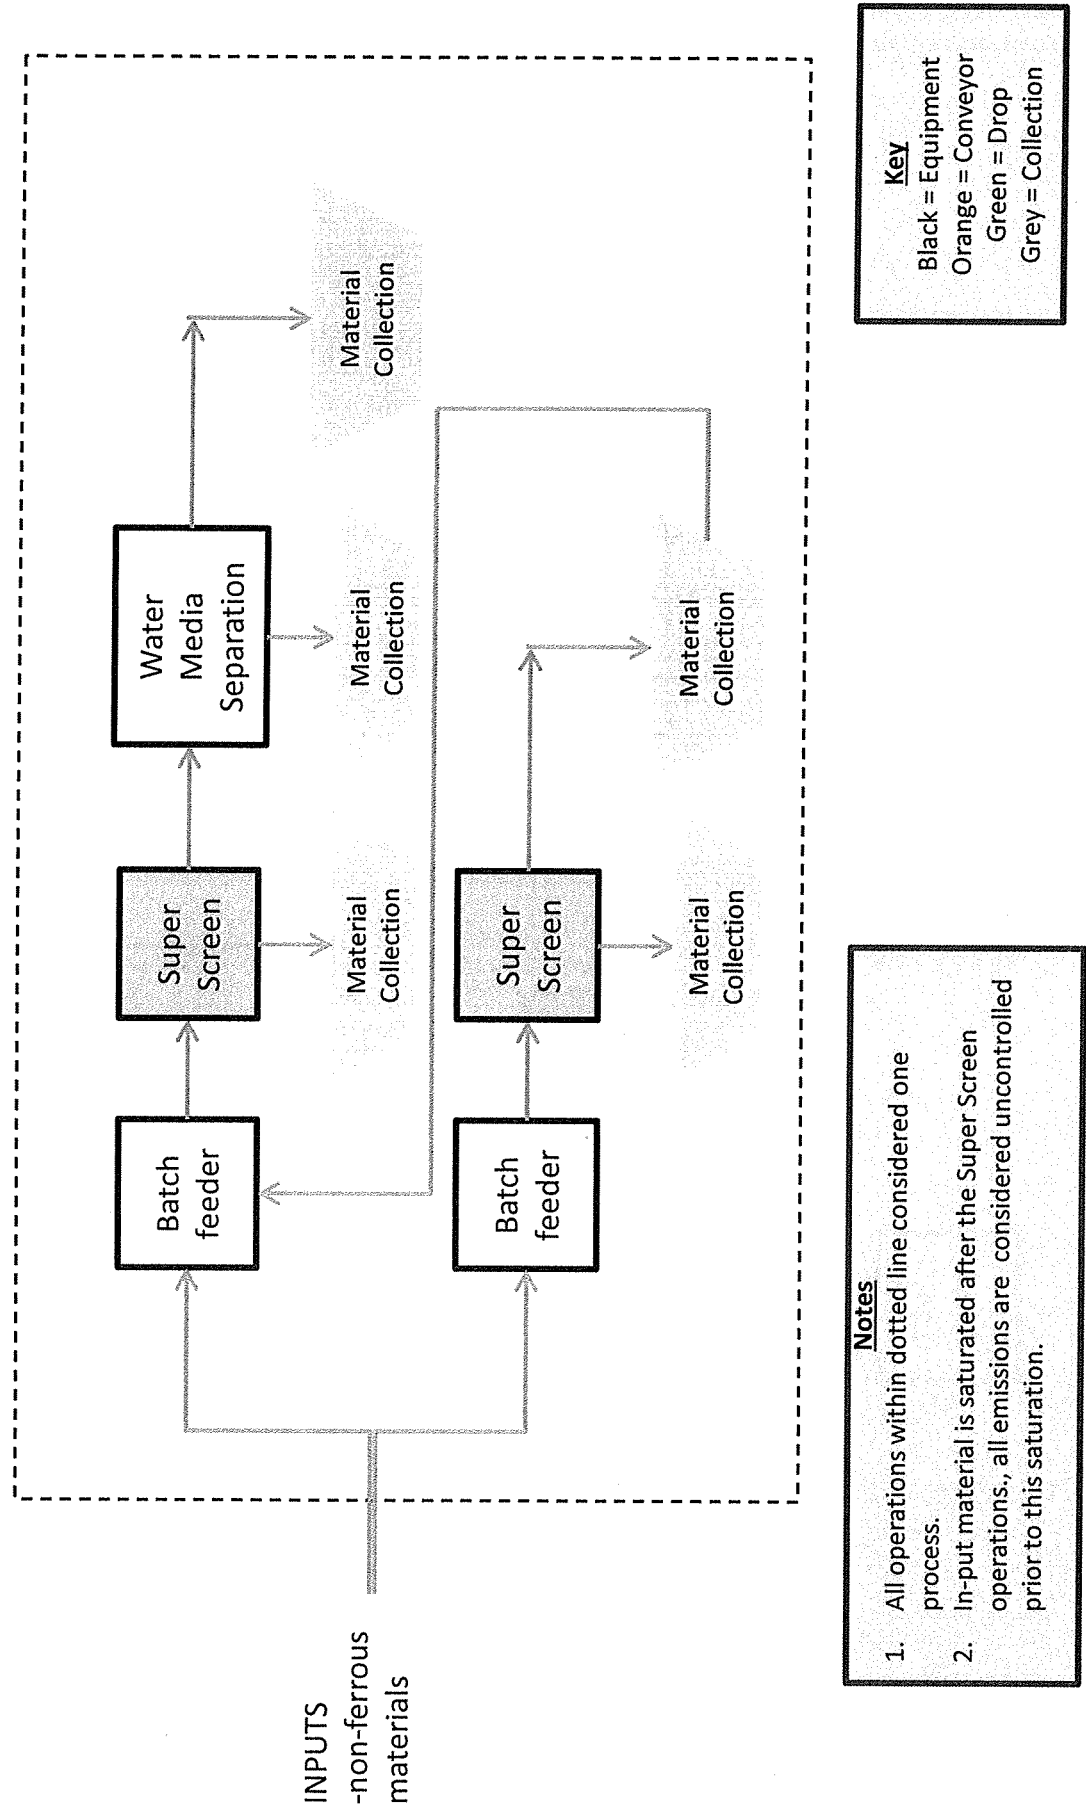 INPUTS
-non-ferrous
materials
Batch
feeder
Super
Screen
Water
Media
Separation
Material
Collection
Material
Collection
Material
Collection
Batch
feeder
Super
Screen
Material
Collection
Material
Collection
Notes
1. All operations within dotted line considered one
process.
2. In-put material is saturated after the Super Screen
operations., all emissions are considered uncontrolled
prior to this saturation.
Key
Black = Equipment
Orange = Conveyor
Green = Drop
Grey = Collection